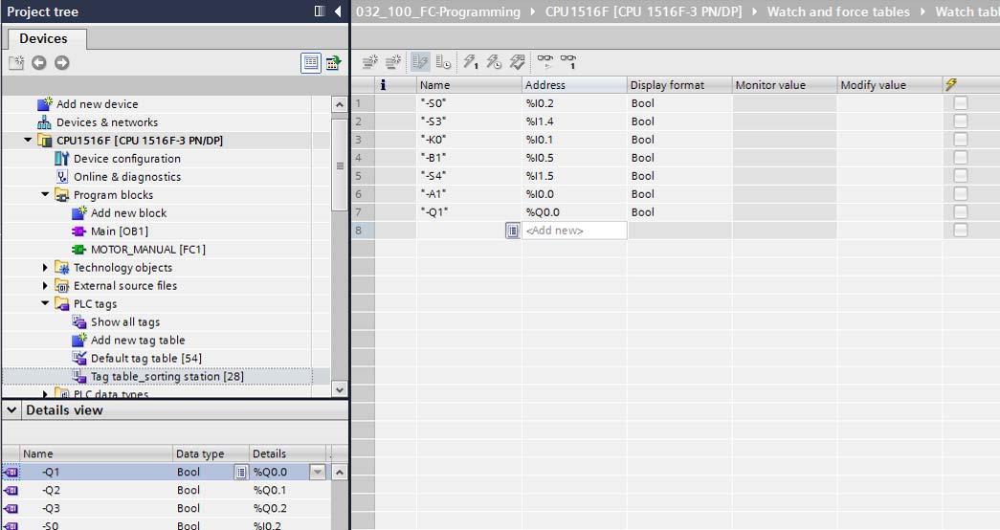 Project tree
Devices
Add new device
Devices & networks
CPU1516F [CPU 1516F-3 PN/DP]
Device configuration
Online & diagnostics
Program blocks
Add new block
Main [OB1]
MOTOR_MANUAL [FC1]
Technology objects
External source files
PLC tags
Show all tags
Add new tag table
Default tag table [54]
Tag table_sorting station [28]
PLC data types
Details view
Name Data type Details
-Q1 Bool %Q0.0
-Q2 Bool %Q0.1
-Q3 Bool %Q0.2
-S0 Bool %I0.2
032_100_FC-Programming CPU1516F [CPU 1516F-3 PN/DP] Watch and force tables Watch tabl
i Name Address Display format Monitor value Modify value
1 "-S0" %I0.2 Bool
2 "-S3" %I1.4 Bool
3 "-K0" %I0.1 Bool
4 "-B1" %I0.5 Bool
5 "-S4" %I1.5 Bool
6 "-A1" %I0.0 Bool
7 "-Q1" %Q0.0 Bool
8 <Add new>